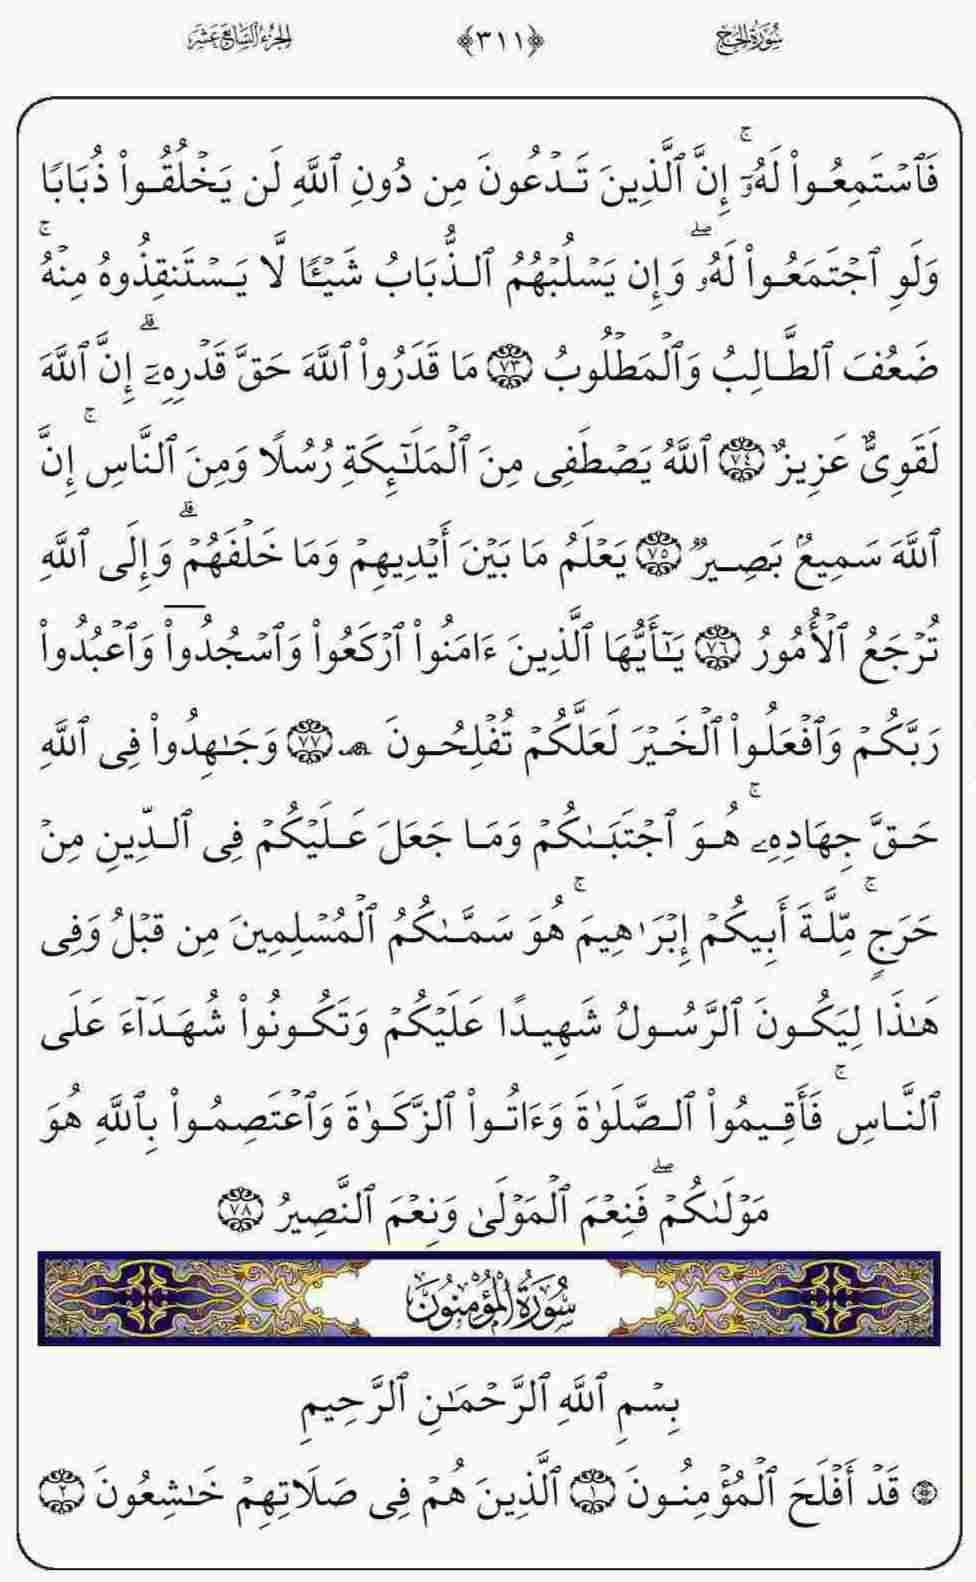 سُورَةُ الحَجّ ﴿٣١١﴾ الجُزءُ السَّابِعَ عَشَرَ
فَٱسْتَمِعُوا۟ لَهُۥٓ ۚ إِنَّ ٱلَّذِينَ تَدْعُونَ مِن دُونِ ٱللَّهِ لَن يَخْلُقُوا۟ ذُبَابًا
وَلَوِ ٱجْتَمَعُوا۟ لَهُۥ ۖ وَإِن يَسْلُبْهُمُ ٱلذُّبَابُ شَيْـًٔا لَّا يَسْتَنقِذُوهُ مِنْهُ ۚ
ضَعُفَ ٱلطَّالِبُ وَٱلْمَطْلُوبُ ٧٣ مَا قَدَرُوا۟ ٱللَّهَ حَقَّ قَدْرِهِۦٓ ۗ إِنَّ ٱللَّهَ
لَقَوِىٌّ عَزِيزٌ ٧٤ ٱللَّهُ يَصْطَفِى مِنَ ٱلْمَلَـٰٓئِكَةِ رُسُلًا وَمِنَ ٱلنَّاسِ ۚ إِنَّ
ٱللَّهَ سَمِيعٌۢ بَصِيرٌ ٧٥ يَعْلَمُ مَا بَيْنَ أَيْدِيهِمْ وَمَا خَلْفَهُمْ ۗ وَإِلَى ٱللَّهِ
تُرْجَعُ ٱلْأُمُورُ ٧٦ يَـٰٓأَيُّهَا ٱلَّذِينَ ءَامَنُوا۟ ٱرْكَعُوا۟ وَٱسْجُدُوا۟ وَٱعْبُدُوا۟
رَبَّكُمْ وَٱفْعَلُوا۟ ٱلْخَيْرَ لَعَلَّكُمْ تُفْلِحُونَ ۩ ٧٧ وَجَـٰهِدُوا۟ فِى ٱللَّهِ
حَقَّ جِهَادِهِۦ ۚ هُوَ ٱجْتَبَىٰكُمْ وَمَا جَعَلَ عَلَيْكُمْ فِى ٱلدِّينِ مِنْ
حَرَجٍ ۚ مِّلَّةَ أَبِيكُمْ إِبْرَٰهِيمَ ۚ هُوَ سَمَّىٰكُمُ ٱلْمُسْلِمِينَ مِن قَبْلُ وَفِى
هَـٰذَا لِيَكُونَ ٱلرَّسُولُ شَهِيدًا عَلَيْكُمْ وَتَكُونُوا۟ شُهَدَآءَ عَلَى
ٱلنَّاسِ ۚ فَأَقِيمُوا۟ ٱلصَّلَوٰةَ وَءَاتُوا۟ ٱلزَّكَوٰةَ وَٱعْتَصِمُوا۟ بِٱللَّهِ هُوَ
مَوْلَىٰكُمْ ۖ فَنِعْمَ ٱلْمَوْلَىٰ وَنِعْمَ ٱلنَّصِيرُ ٧٨
سُورَةُ المُؤْمِنُونَ
بِسْمِ ٱللَّهِ ٱلرَّحْمَـٰنِ ٱلرَّحِيمِ
۞ قَدْ أَفْلَحَ ٱلْمُؤْمِنُونَ ١ ٱلَّذِينَ هُمْ فِى صَلَاتِهِمْ خَـٰشِعُونَ ٢